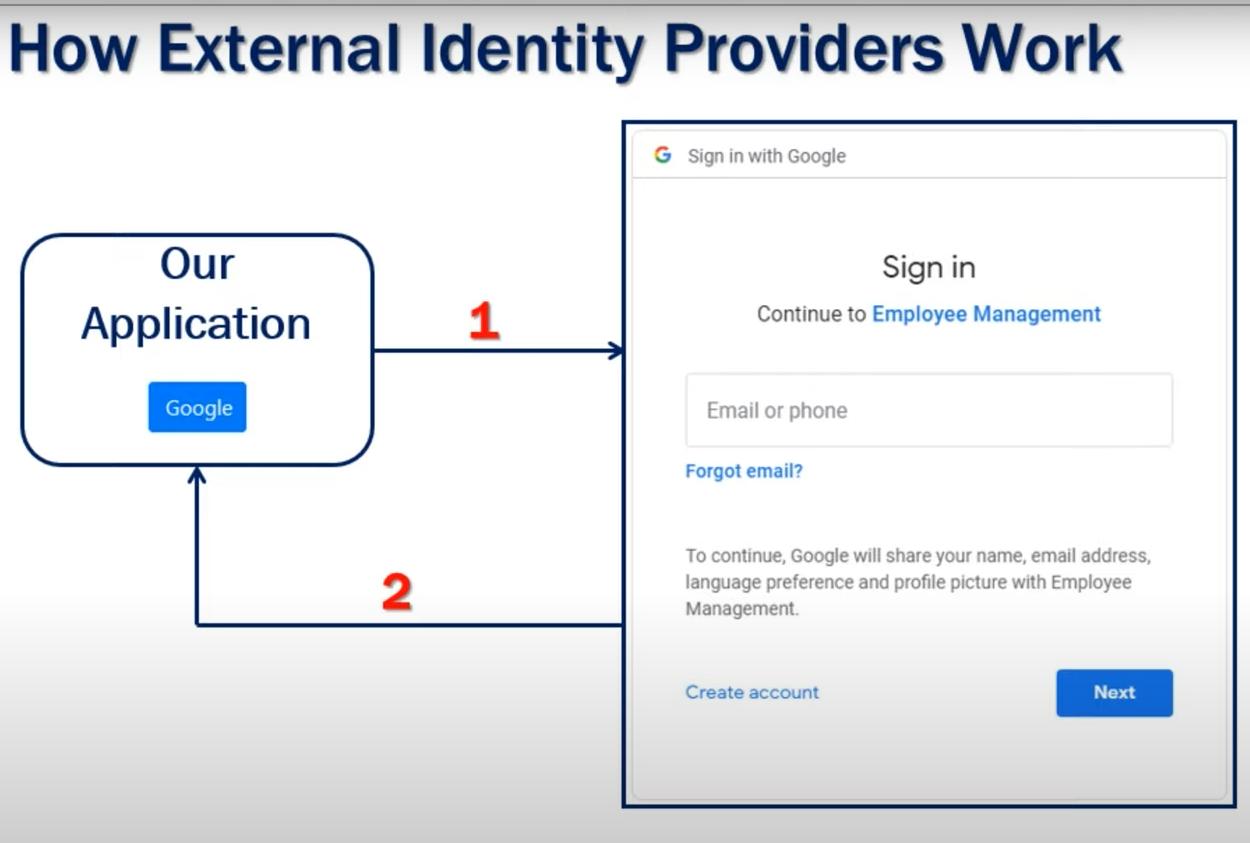 How External Identity Providers Work
Sign in with Google
Our
Application
Google
1
Sign in
Continue to Employee Management
Email or phone
Forgot email?
To continue, Google will share your name, email address,
language preference and profile picture with Employee
Management.
2
Create account
Next